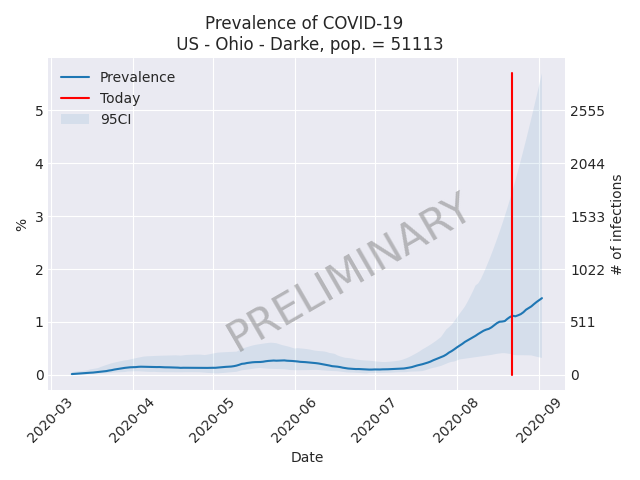 Prevalence of COVID-19
US - Ohio - Darke, pop. = 51113
Prevalence
Today
95CI
PRELIMINARY
5
4
3
2
1
0
%
2555
2044
1533
1022
511
0
# of infections
2020-03
2020-04
2020-05
2020-06
2020-07
2020-08
2020-09
Date